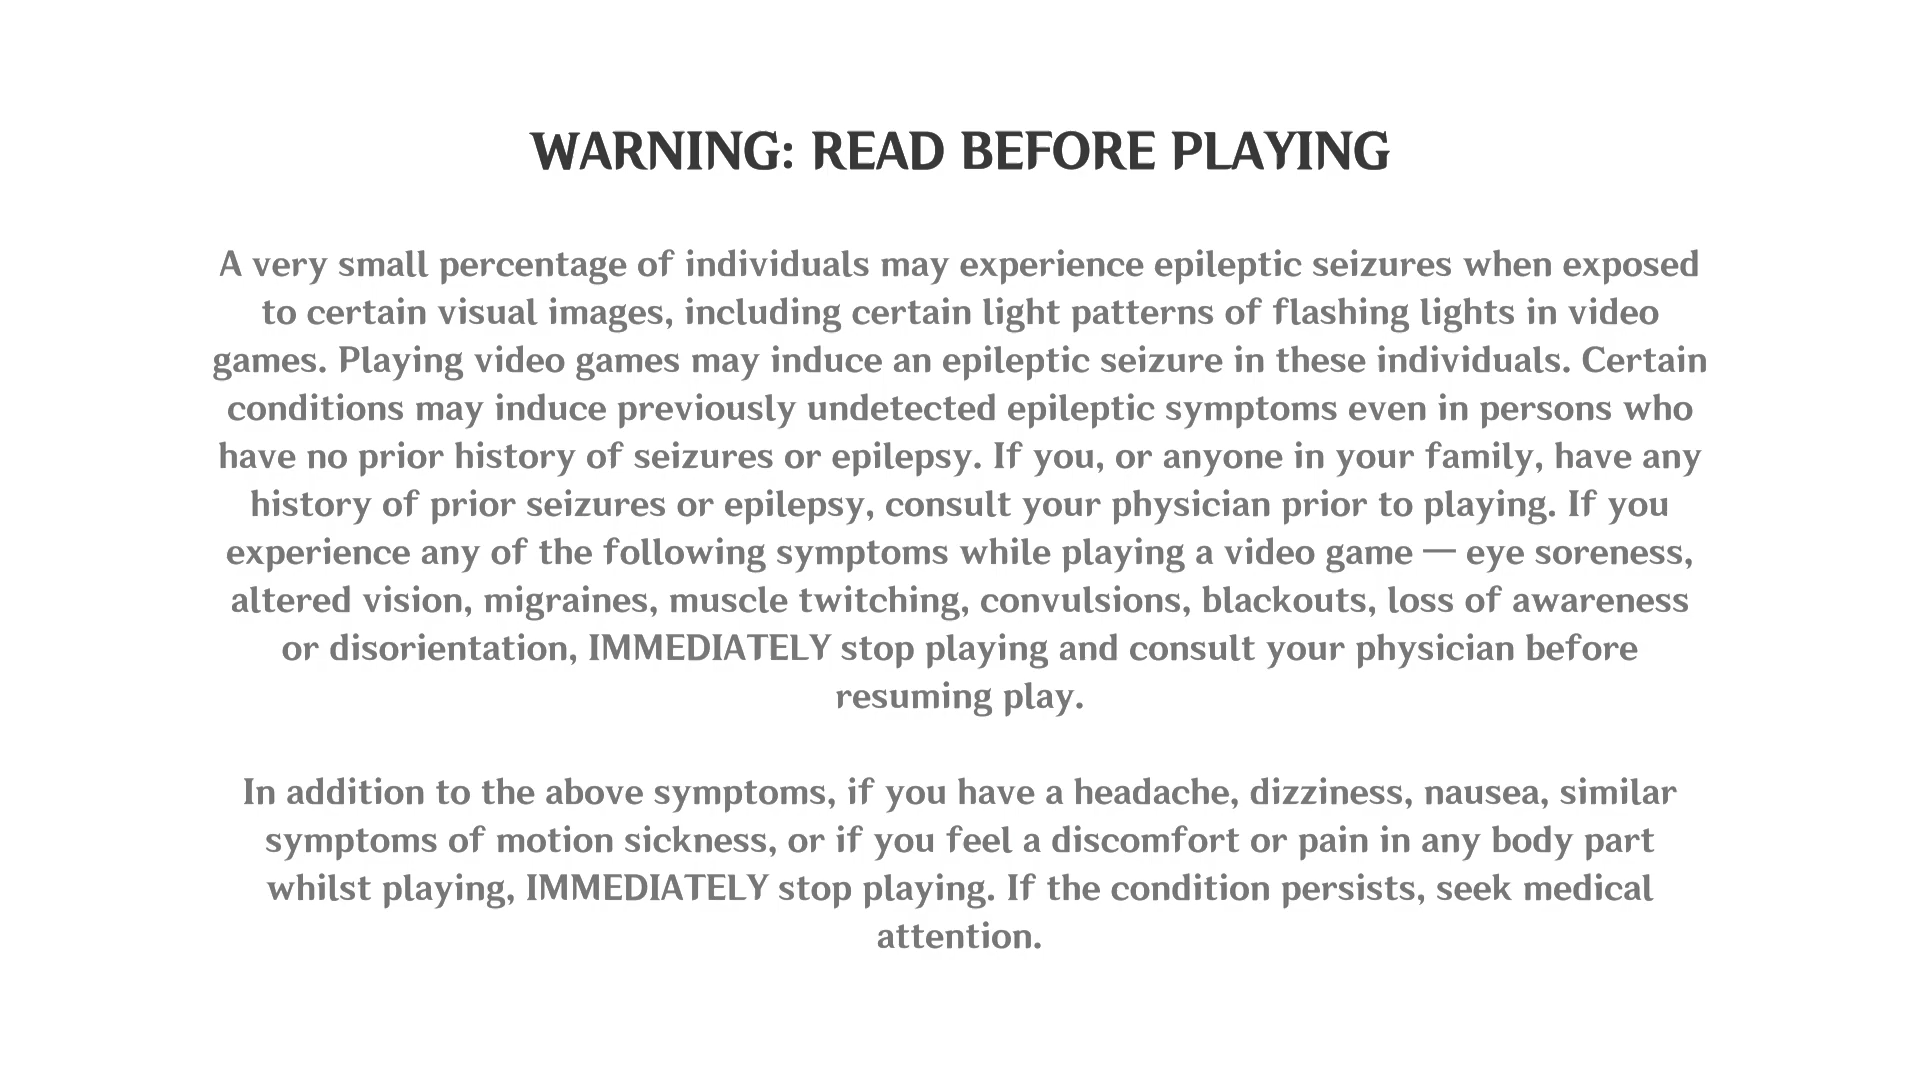 WARNING: READ BEFORE PLAYING
A very small percentage of individuals may experience epileptic seizures when exposed
to certain visual images, including certain light patterns of flashing lights in video
games. Playing video games may induce an epileptic seizure in these individuals. Certain
conditions may induce previously undetected epileptic symptoms even in persons who
have no prior history of seizures or epilepsy. If you, or anyone in your family, have any
history of prior seizures or epilepsy, consult your physician prior to playing. If you
experience any of the following symptoms while playing a video game — eye soreness,
altered vision, migraines, muscle twitching, convulsions, blackouts, loss of awareness
or disorientation, IMMEDIATELY stop playing and consult your physician before
resuming play.
In addition to the above symptoms, if you have a headache, dizziness, nausea, similar
symptoms of motion sickness, or if you feel a discomfort or pain in any body part
whilst playing, IMMEDIATELY stop playing. If the condition persists, seek medical
attention.